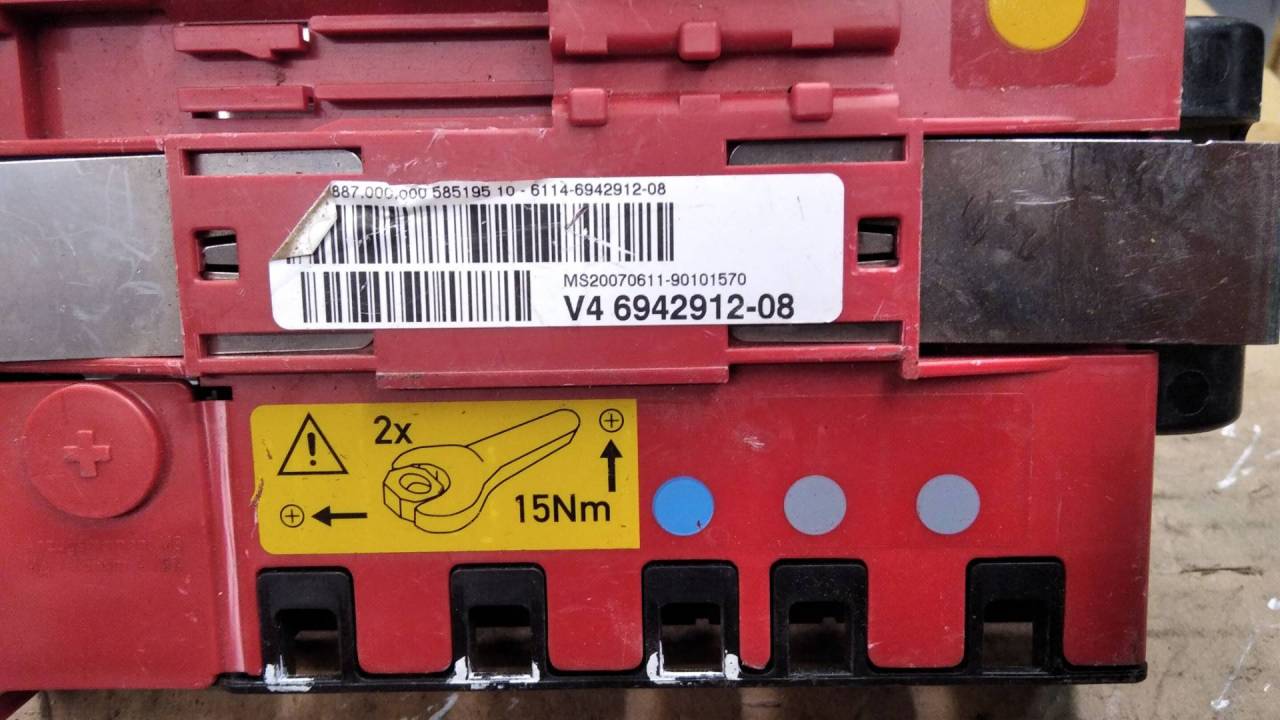 887,000,000 585195 10 - 6114-6942912-08
MS20070611-90101570
V4 6942912-08
2x
15Nm